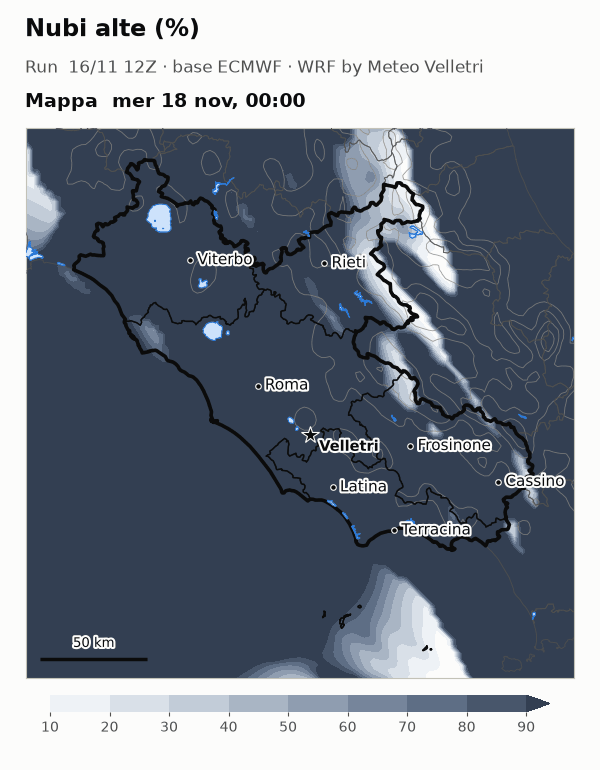 Nubi alte (%)
Run 16/11 12Z · base ECMWF · WRF by Meteo Velletri
Mappa mer 18 nov, 00:00
Viterbo
Rieti
Roma
Velletri
Frosinone
Cassino
Latina
Terracina
50 km
10 20 30 40 50 60 70 80 90